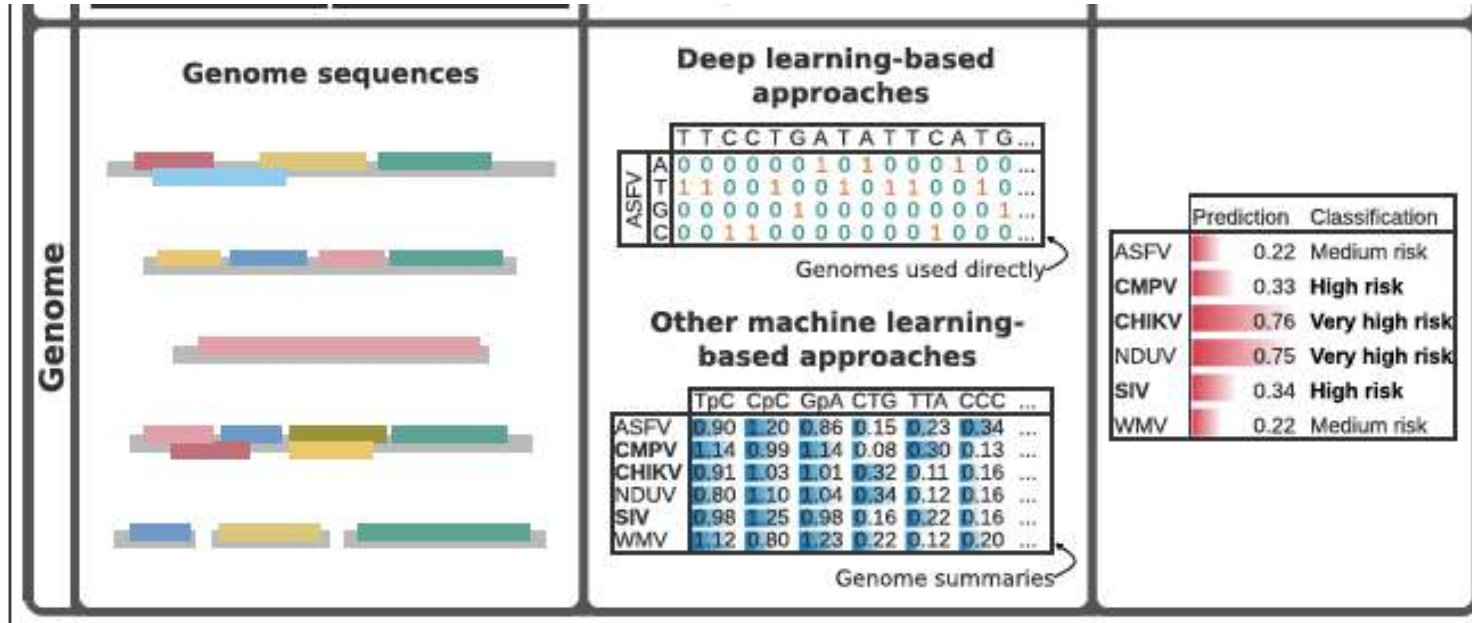 Genome
Genome sequences
Deep learning-based
approaches
T T C C T G A T A T T C A T G ...
ASFV
A 0 0 0 0 0 0 1 0 1 0 0 0 1 0 0 ...
T 1 1 0 0 1 0 0 1 0 1 1 0 0 1 0 ...
G 0 0 0 0 0 1 0 0 0 0 0 0 0 0 1 ...
C 0 0 1 1 0 0 0 0 0 0 0 1 0 0 0 ...
Genomes used directly
Other machine learning-
based approaches
TpC CpC GpA CTG TTA CCC ...
ASFV 0.90 1.20 0.86 0.15 0.23 0.34 ...
CMPV 1.14 0.99 1.14 0.08 0.30 0.13 ...
CHIKV 0.91 1.03 1.01 0.32 0.11 0.16 ...
NDUV 0.80 1.10 1.04 0.34 0.12 0.16 ...
SIV 0.98 1.25 0.98 0.16 0.22 0.16 ...
WMV 1.12 0.80 1.23 0.22 0.12 0.20 ...
Genome summaries
Prediction Classification
ASFV 0.22 Medium risk
CMPV 0.33 High risk
CHIKV 0.76 Very high risk
NDUV 0.75 Very high risk
SIV 0.34 High risk
WMV 0.22 Medium risk